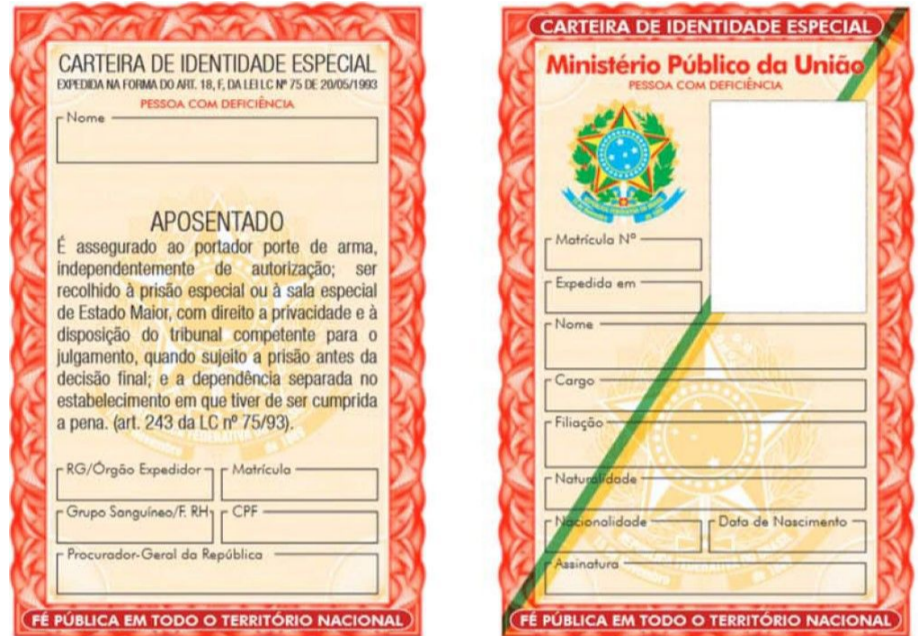 CARTEIRA DE IDENTIDADE ESPECIAL
EXPEDIDA NA FORMA DO ART. 18, F, DA LEI LC Nº 75 DE 20/05/1993
PESSOA COM DEFICIÊNCIA
Nome
APOSENTADO
É assegurado ao portador porte de arma,
independentemente de autorização; ser
recolhido à prisão especial ou à sala especial
de Estado Maior, com direito a privacidade e à
disposição do tribunal competente para o
julgamento, quando sujeito a prisão antes da
decisão final; e a dependência separada no
estabelecimento em que tiver de ser cumprida
a pena. (art. 243 da LC nº 75/93).
RG/Órgão Expedidor Matrícula
Grupo Sanguíneo/F. RH CPF
Procurador-Geral da República
FÉ PÚBLICA EM TODO O TERRITÓRIO NACIONAL
CARTEIRA DE IDENTIDADE ESPECIAL
Ministério Público da União
PESSOA COM DEFICIÊNCIA
Matrícula Nº
Expedida em
Nome
Cargo
Filiação
Naturalidade
Nacionalidade Data de Nascimento
Assinatura
FÉ PÚBLICA EM TODO O TERRITÓRIO NACIONAL